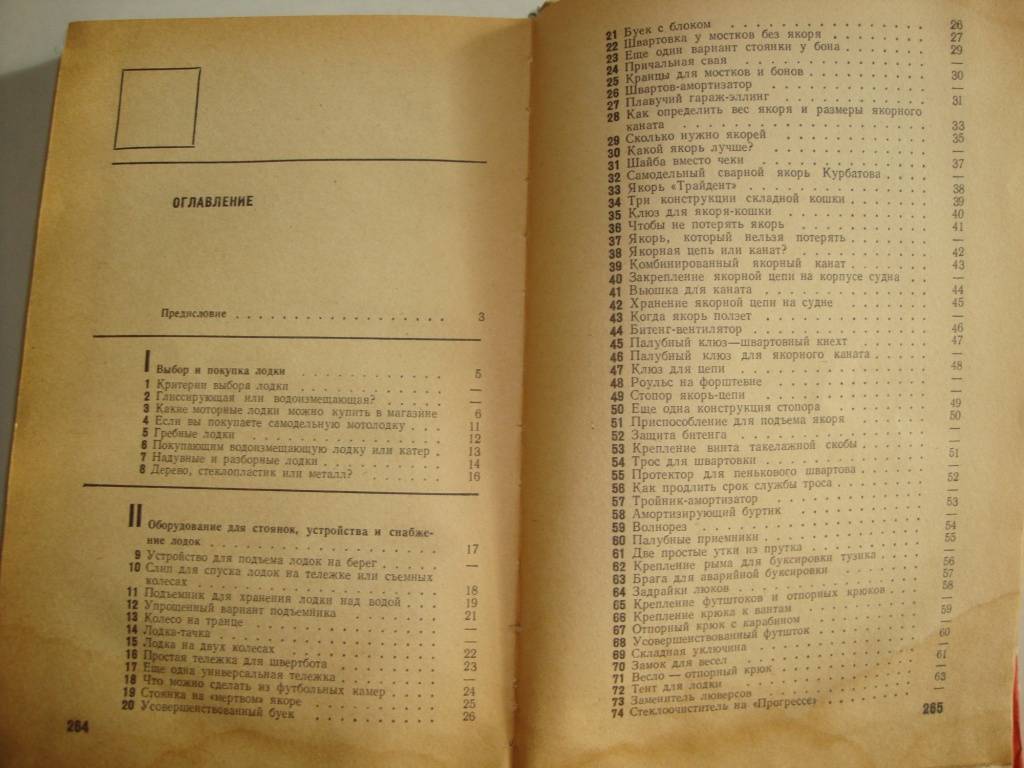 ОГЛАВЛЕНИЕ
Предисловие . . . . . . . . . . . . . . . . 3
I
Выбор и покупка лодки . . . . . . . . . . . . 5
1 Критерии выбора лодки . . . . . . . . . . . —
2 Глиссирующая или водоизмещающая? . . . . . —
3 Какие моторные лодки можно купить в магазине 6
4 Если вы покупаете самодельную мотолодку . . 11
5 Гребные лодки . . . . . . . . . . . . . . . 12
6 Покупающим водоизмещающую лодку или катер . 13
7 Надувные и разборные лодки . . . . . . . . 14
8 Дерево, стеклопластик или металл? . . . . . 16
II
Оборудование для стоянок, устройства и снабже-
ние лодок . . . . . . . . . . . . . . . . 17
9 Устройство для подъема лодок на берег . . . —
10 Слип для спуска лодок на тележке или съемных
колесах . . . . . . . . . . . . . . . . 18
11 Подъемник для хранения лодки над водой . . 19
12 Упрощенный вариант подъемника . . . . . . 21
13 Колесо на транце . . . . . . . . . . . . —
14 Лодка-тачка . . . . . . . . . . . . . . —
15 Лодка на двух колесах . . . . . . . . . . 22
16 Простая тележка для швертбота . . . . . . 23
17 Еще одна универсальная тележка . . . . . . —
18 Что можно сделать из футбольных камер . . 24
19 Стоянка на «мертвом» якоре . . . . . . . . 25
20 Усовершенствованный буек . . . . . . . . 26
264
21 Буек с блоком . . . . . . . . . . . . . 26
22 Швартовка у мостков без якоря . . . . . . 27
23 Еще один вариант стоянки у бона . . . . . 29
24 Причальная свая . . . . . . . . . . . . —
25 Кранцы для мостков и бонов . . . . . . . . 30
26 Швартов-амортизатор . . . . . . . . . . —
27 Плавучий гараж-эллинг . . . . . . . . . . 31
28 Как определить вес якоря и размеры якорного
каната . . . . . . . . . . . . . . . . 33
29 Сколько нужно якорей . . . . . . . . . . 35
30 Какой якорь лучше? . . . . . . . . . . . —
31 Шайба вместо чеки . . . . . . . . . . . 37
32 Самодельный сварной якорь Курбатова . . . . —
33 Якорь «Трайдент» . . . . . . . . . . . . 38
34 Три конструкции складной кошки . . . . . . 39
35 Клюз для якоря-кошки . . . . . . . . . . 40
36 Чтобы не потерять якорь . . . . . . . . . 41
37 Якорь, который нельзя потерять . . . . . . —
38 Якорная цепь или канат? . . . . . . . . . 42
39 Комбинированный якорный канат . . . . . . 43
40 Закрепление якорной цепи на корпусе судна . . —
41 Вьюшка для каната . . . . . . . . . . . 44
42 Хранение якорной цепи на судне . . . . . . 45
43 Когда якорь ползет . . . . . . . . . . . —
44 Битенг-вентилятор . . . . . . . . . . . 46
45 Палубный клюз—швартовный кнехт . . . . . 47
46 Палубный клюз для якорного каната . . . . . —
47 Клюз для цепи . . . . . . . . . . . . . 48
48 Роульс на форштевне . . . . . . . . . . —
49 Стопор якорь-цепи . . . . . . . . . . . —
50 Еще одна конструкция стопора . . . . . . . 49
51 Приспособление для подъема якоря . . . . . 50
52 Защита битенга . . . . . . . . . . . . . —
53 Крепление винта такелажной скобы . . . . . —
54 Трос для швартовки . . . . . . . . . . . 51
55 Протектор для пенькового швартова . . . . . —
56 Как продлить срок службы троса . . . . . . 52
57 Тройник-амортизатор . . . . . . . . . . —
58 Амортизирующий буртик . . . . . . . . . 53
59 Волнорез . . . . . . . . . . . . . . . —
60 Палубные приемники . . . . . . . . . . . 54
61 Две простые утки из прутка . . . . . . . . 55
62 Крепление рыма для буксировки тузика . . . . —
63 Брага для аварийной буксировки . . . . . . 56
64 Задрайки люков . . . . . . . . . . . . . 57
65 Крепление футштоков и отпорных крюков . . . 58
66 Крепление крюка к вантам . . . . . . . . —
67 Отпорный крюк с карабином . . . . . . . . 59
68 Усовершенствованный футшток . . . . . . . —
69 Складная уключина . . . . . . . . . . . 60
70 Замок для весел . . . . . . . . . . . . —
71 Весло — отпорный крюк . . . . . . . . . . 61
72 Тент для лодки . . . . . . . . . . . . . —
73 Заменитель люверсов . . . . . . . . . . 63
74 Стеклоочиститель на «Прогрессе» . . . . . . —
265